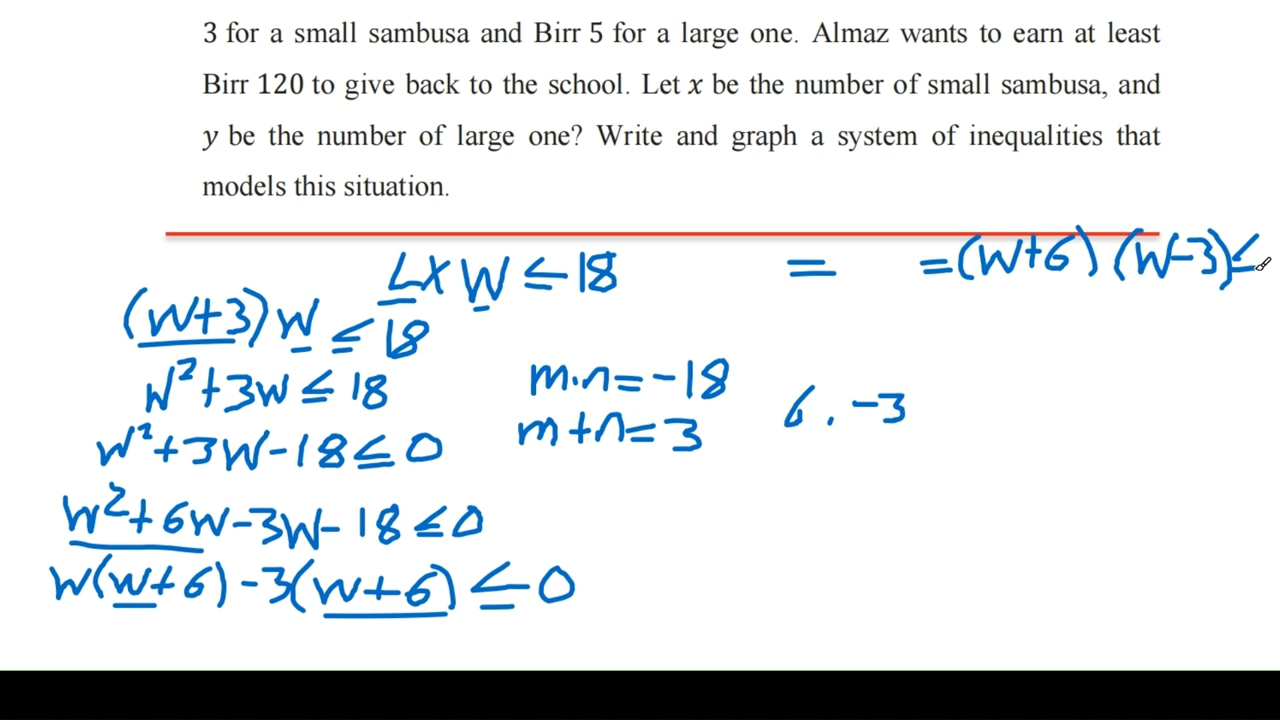 3 for a small sambusa and Birr 5 for a large one. Almaz wants to earn at least
Birr 120 to give back to the school. Let x be the number of small sambusa, and
y be the number of large one? Write and graph a system of inequalities that
models this situation.
L x W ≤ 18
(W+3)W ≤ 18
W²+3W ≤ 18
W²+3W-18 ≤ 0
W²+6W-3W-18 ≤ 0
W(W+6)-3(W+6) ≤ 0
m.n=-18
m+n=3
6. -3
= =(W+6)(W-3)≤